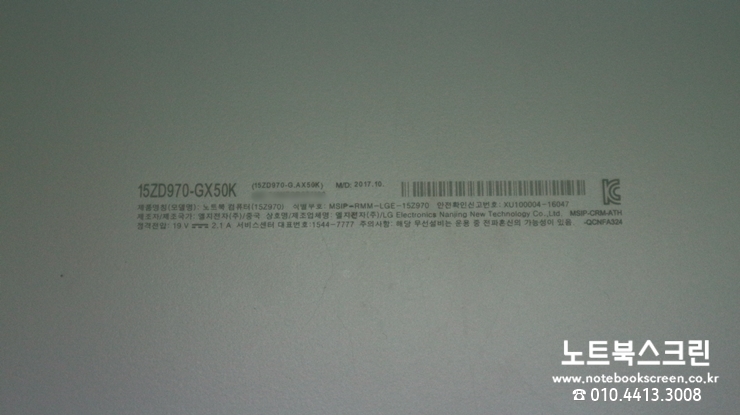 15ZD970-GX50K (15ZD970-G.AX50K) M/D: 2017.10.
제품명칭(모델명): 노트북 컴퓨터(15Z970) 식별부호: MSIP-RMM-LGE-15Z970 안전확인신고번호: XU100004-16047
제조자/제조국가: 엘지전자(주)/중국 상호명/제조업체명: 엘지전자(주)/LG Electronics Nanjing New Technology Co.,Ltd. MSIP-CRM-ATH
정격전압: 19 V 2.1 A 서비스센터 대표번호: 1544-7777 주의사항: 해당 무선설비는 운용 중 전파혼신의 가능성이 있음 -QCNFA324
노트북스크린
www.notebookscreen.co.kr
☎ 010.4413.3008